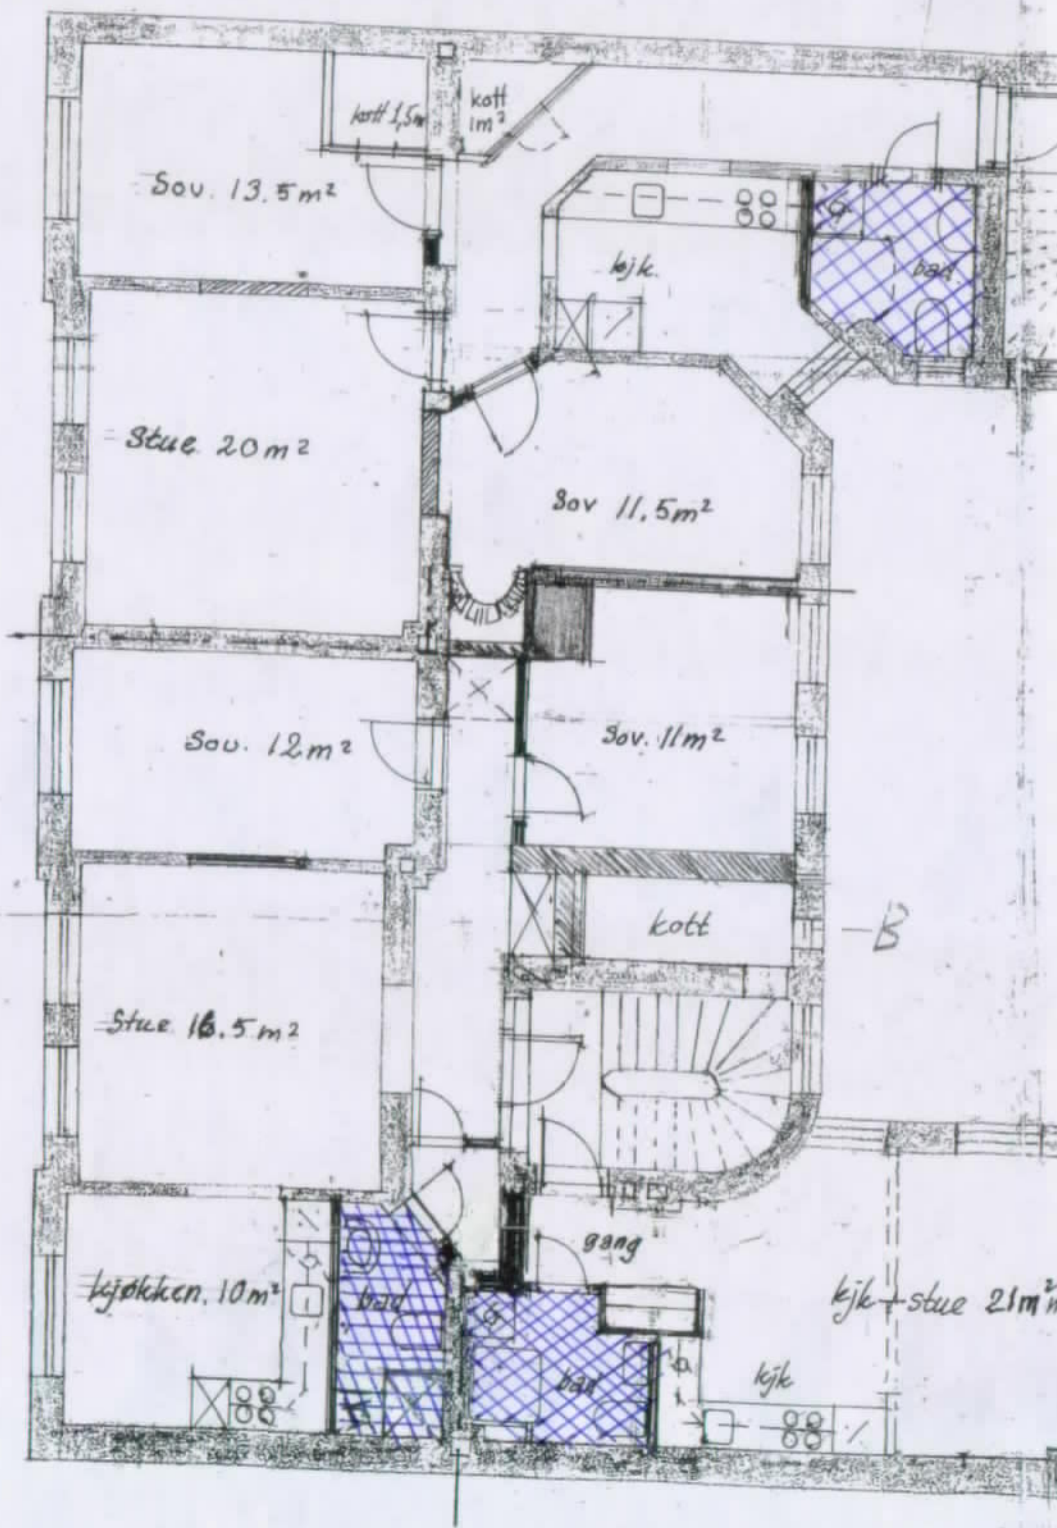 kott 1,5m
kott
1m²
Sov. 13.5m²
kjk.
bad
Stue 20m²
Sov 11,5m²
Sov. 12m²
Sov. 11m²
kott
B
Stue 16.5m²
gang
kjøkken. 10m²
bad
kjk
stue 21m²
bad
kjk